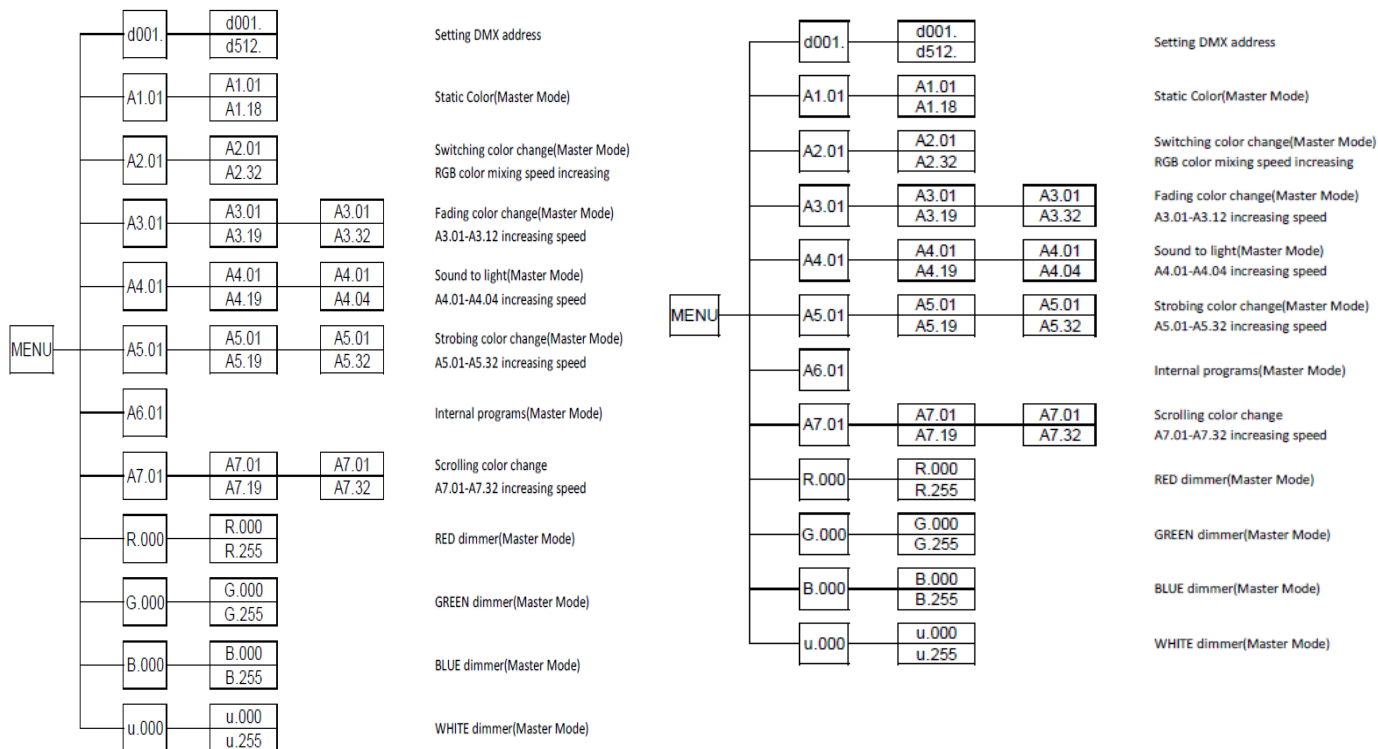 MENU
d001.
d001.
d512.
Setting DMX address
A1.01
A1.01
A1.18
Static Color(Master Mode)
A2.01
A2.01
A2.32
Switching color change(Master Mode)
RGB color mixing speed increasing
A3.01
A3.01
A3.19
A3.01
A3.32
Fading color change(Master Mode)
A3.01-A3.12 increasing speed
A4.01
A4.01
A4.19
A4.01
A4.04
Sound to light(Master Mode)
A4.01-A4.04 increasing speed
A5.01
A5.01
A5.19
A5.01
A5.32
Strobing color change(Master Mode)
A5.01-A5.32 increasing speed
A6.01
Internal programs(Master Mode)
A7.01
A7.01
A7.19
A7.01
A7.32
Scrolling color change
A7.01-A7.32 increasing speed
R.000
R.000
R.255
RED dimmer(Master Mode)
G.000
G.000
G.255
GREEN dimmer(Master Mode)
B.000
B.000
B.255
BLUE dimmer(Master Mode)
u.000
u.000
u.255
WHITE dimmer(Master Mode)
MENU
d001.
d001.
d512.
Setting DMX address
A1.01
A1.01
A1.18
Static Color(Master Mode)
A2.01
A2.01
A2.32
Switching color change(Master Mode)
RGB color mixing speed increasing
A3.01
A3.01
A3.19
A3.01
A3.32
Fading color change(Master Mode)
A3.01-A3.12 increasing speed
A4.01
A4.01
A4.19
A4.01
A4.04
Sound to light(Master Mode)
A4.01-A4.04 increasing speed
A5.01
A5.01
A5.19
A5.01
A5.32
Strobing color change(Master Mode)
A5.01-A5.32 increasing speed
A6.01
Internal programs(Master Mode)
A7.01
A7.01
A7.19
A7.01
A7.32
Scrolling color change
A7.01-A7.32 increasing speed
R.000
R.000
R.255
RED dimmer(Master Mode)
G.000
G.000
G.255
GREEN dimmer(Master Mode)
B.000
B.000
B.255
BLUE dimmer(Master Mode)
u.000
u.000
u.255
WHITE dimmer(Master Mode)